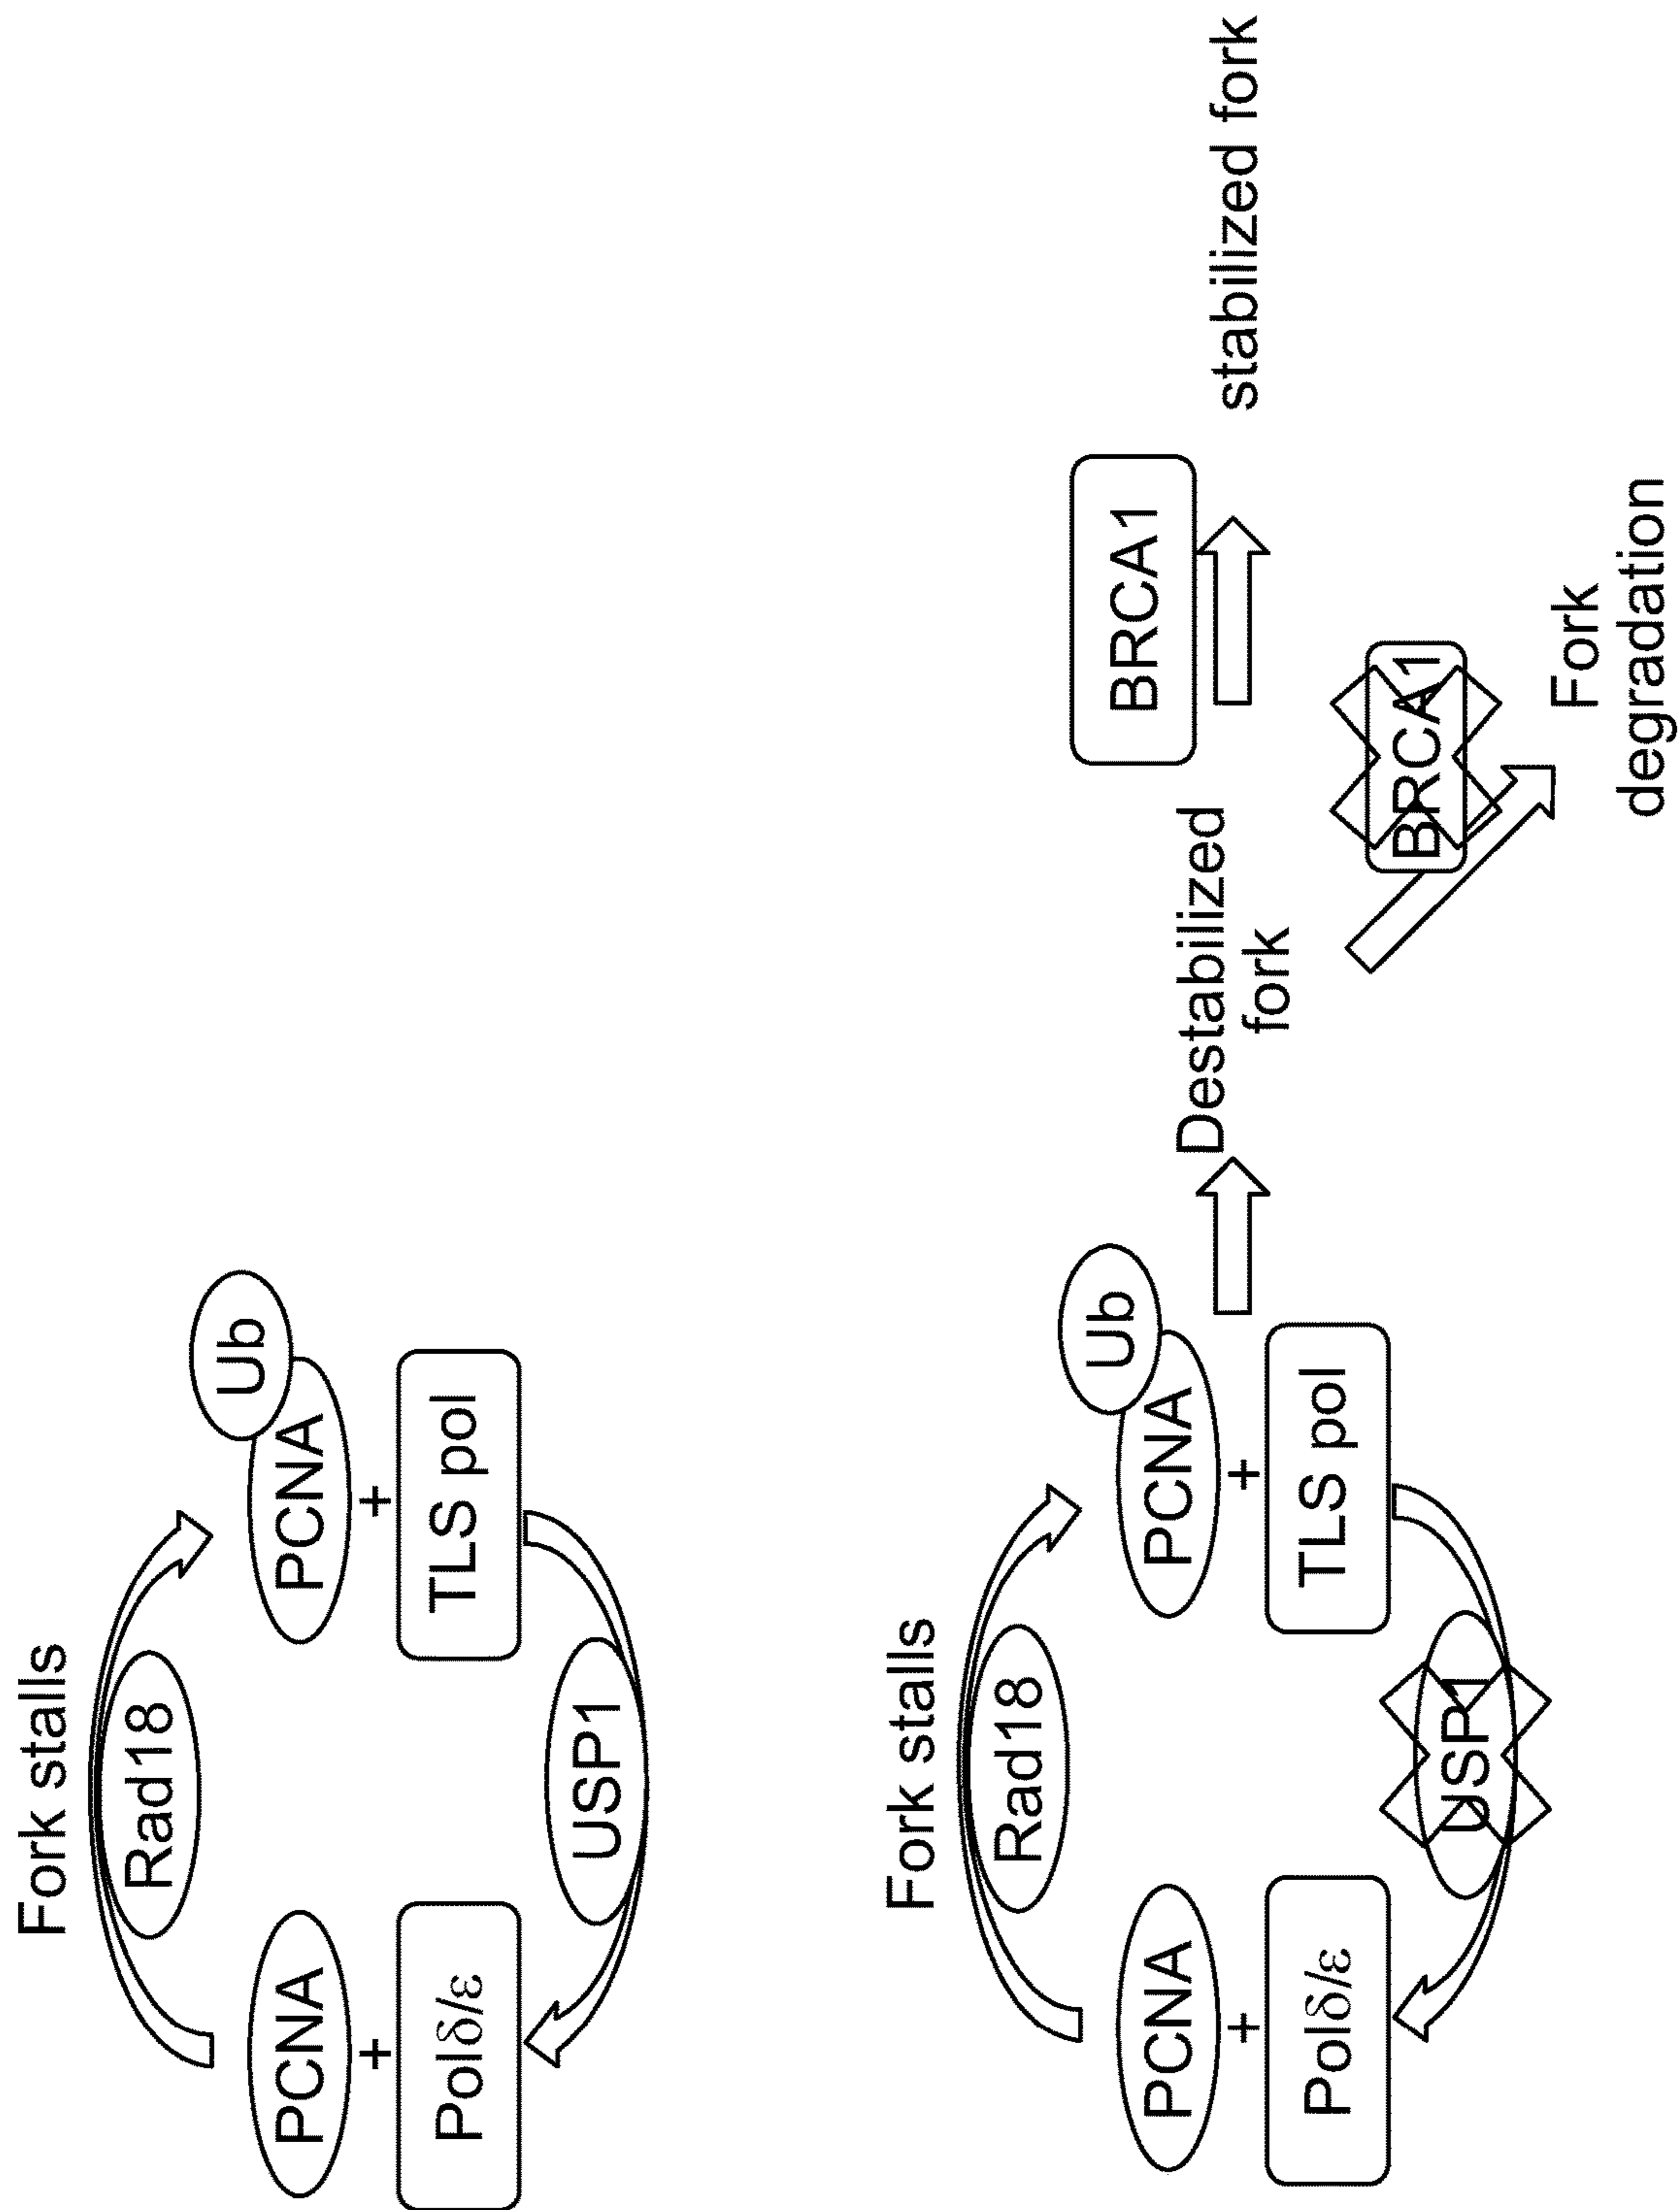 Fork stalls
Rad18
PCNA
+
Polδ/ε
Ub
PCNA
+
TLS pol
USP1
Fork stalls
Rad18
PCNA
+
Polδ/ε
Ub
PCNA
+
TLS pol
USP1
Destabilized
fork
BRCA1
stabilized fork
BRCA1
Fork
degradation